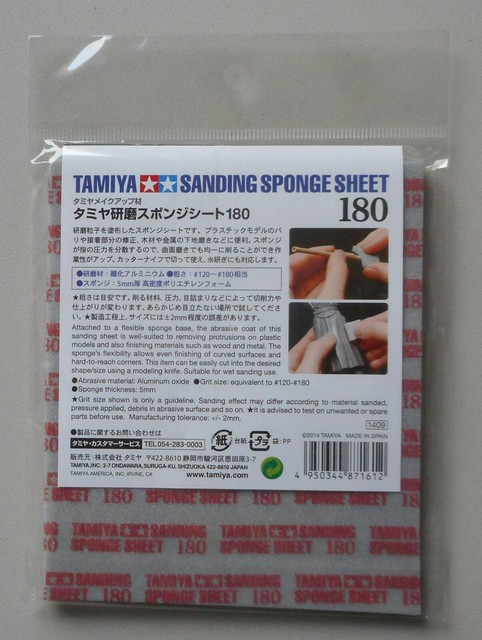 TAMIYA SANDING SPONGE SHEET
タミヤメイクアップ材
タミヤ研磨スポンジシート180
180
研磨粒子を塗布したスポンジシートです。プラスチックモデルのバ
リや接着部分の修正、木材や金属の下地磨きなどに便利。スポンジ
が指の圧力を分散するので、曲面磨きでも均一に削ることができ作
業性がアップ。カッターナイフで切って使え、水研ぎにも対応します。
●研磨材：酸化アルミニウム ●粗さ：#120〜#180相当
●スポンジ：5mm厚 高密度ポリエチレンフォーム
★粗さは目安です。削る材料、圧力、目詰まりなどによって切削力や
仕上がりが変わります。あらかじめ目立たない場所で試してくださ
い。★製造工程上、サイズには±2mm程度の誤差があります。
Attached to a flexible sponge base, the abrasive coat of this
sanding sheet is well-suited to removing protrusions on plastic
models and also finishing materials such as wood and metal. The
sponge's flexibility allows even finishing of curved surfaces and
hard-to-reach corners. This item can be easily cut into the desired
shape/size using a modeling knife. Suitable for wet sanding use.
●Abrasive material: Aluminum oxide ●Grit size: equivalent to #120-#180
●Sponge thickness: 5mm
★Grit size shown is only a guideline. Sanding effect may differ according to material sanded,
pressure applied, debris in abrasive surface and so on. ★It is advised to test on unwanted or spare
parts before use. Manufacturing tolerance: +/- 2mm.
1409
●製品に関するお問い合わせは
タミヤ・カスタマーサービス TEL054-283-0003
紙 台紙 プラ 袋：PP
©2014 TAMIYA MADE IN SPAIN
販売元：株式会社 タミヤ 〒422-8610 静岡市駿河区恩田原3-7
TAMIYA,INC. 3-7 ONDAWARA, SURUGA-KU, SHIZUOKA 422-8610 JAPAN
TAMIYA AMERICA, INC. IRVINE, CA
www.tamiya.com
4 950344 871612
TAMIYA SANDING TAMIYA SANDING
SPONGE SHEET 180 SPONGE SHEET 180
SANDING TAMIYA SANDING TAMIYA
SHEET 180 SPONGE SHEET 180 SPONGE